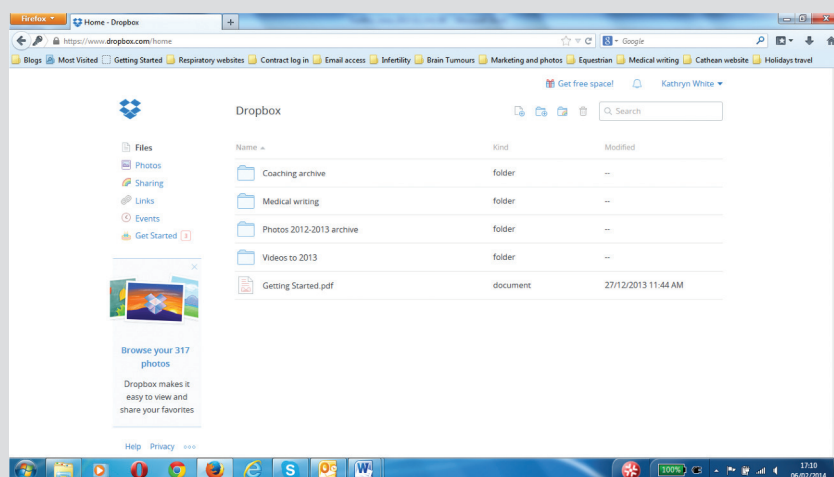 Firefox
Home - Dropbox
https://www.dropbox.com/home
Google
Blogs Most Visited Getting Started Respiratory websites Contract log in Email access Infertility Brain Tumours Marketing and photos Equestrian Medical writing Cathean website Holidays travel
Get free space! Kathryn White
Dropbox
Search
Files
Photos
Sharing
Links
Events
Get Started
Name Kind Modified
Coaching archive folder --
Medical writing folder --
Photos 2012-2013 archive folder --
Videos to 2013 folder --
Getting Started.pdf document 27/12/2013 11:44 AM
Browse your 317
photos
Dropbox makes it
easy to view and
share your favorites
Help Privacy
100%
17:10
06/02/2014